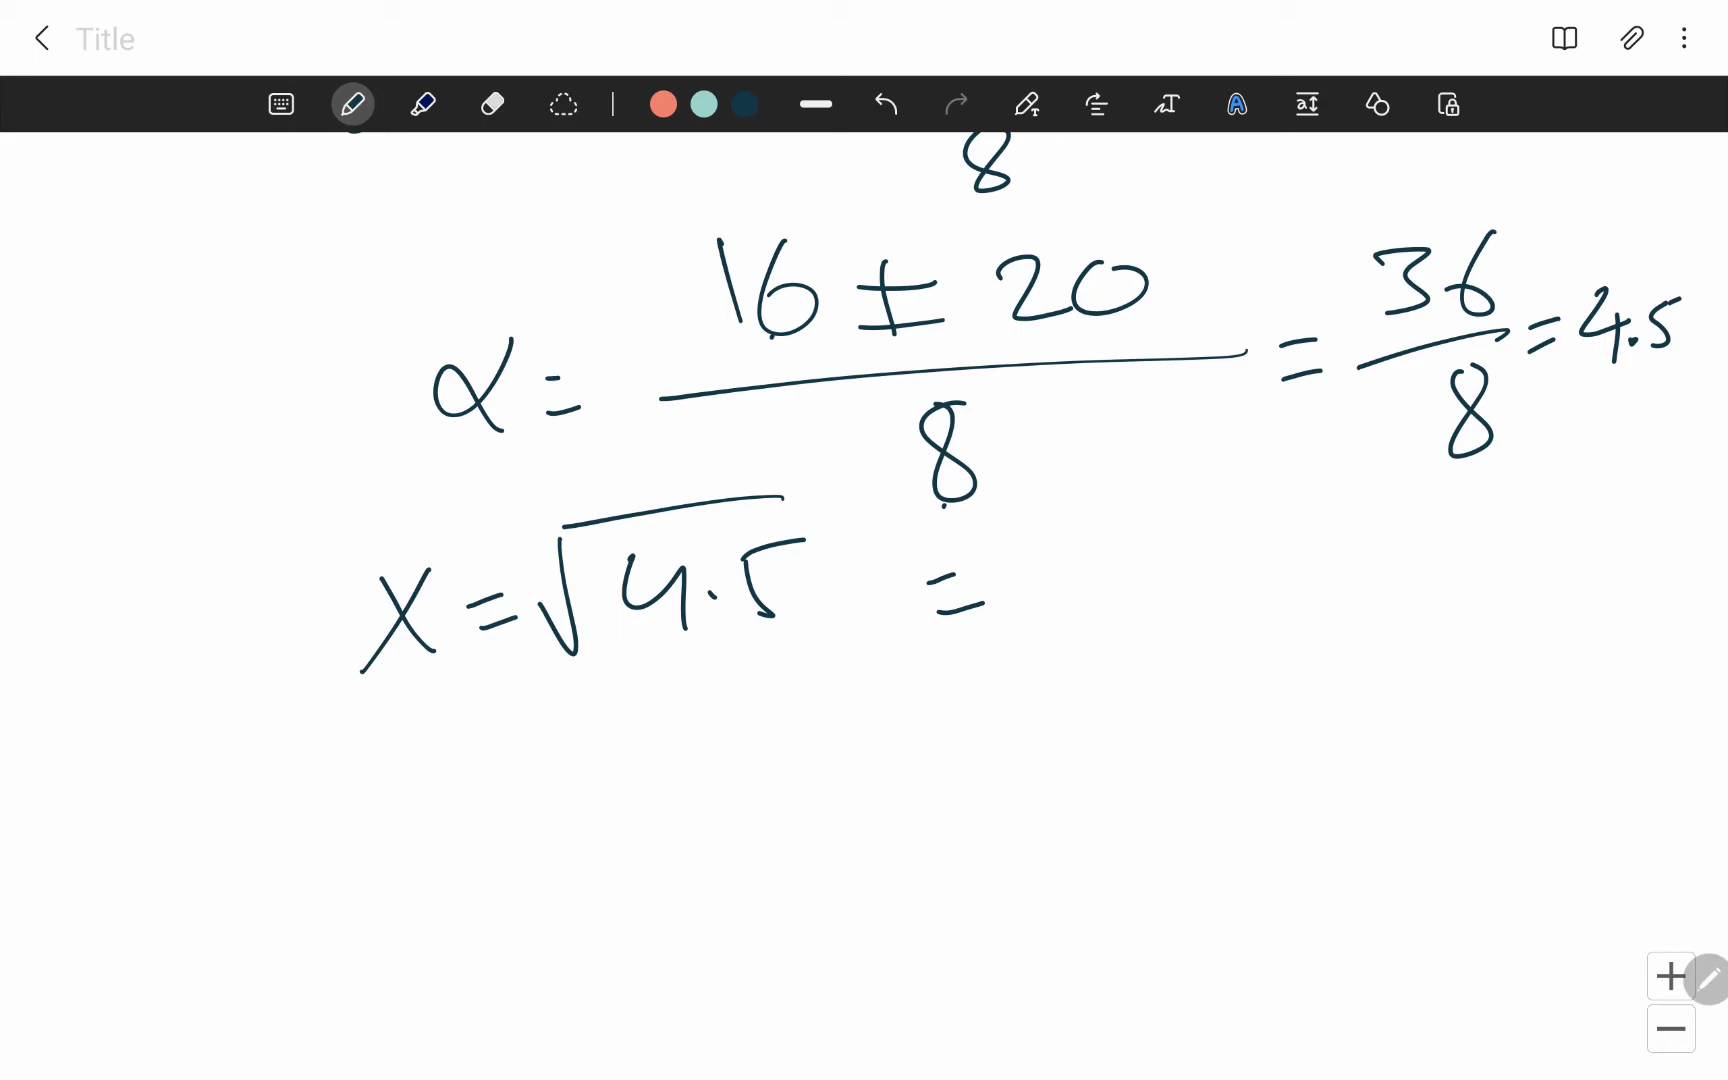 Title
8
α = 16 ± 20 / 8 = 36 / 8 = 4.5
x = √4.5 =